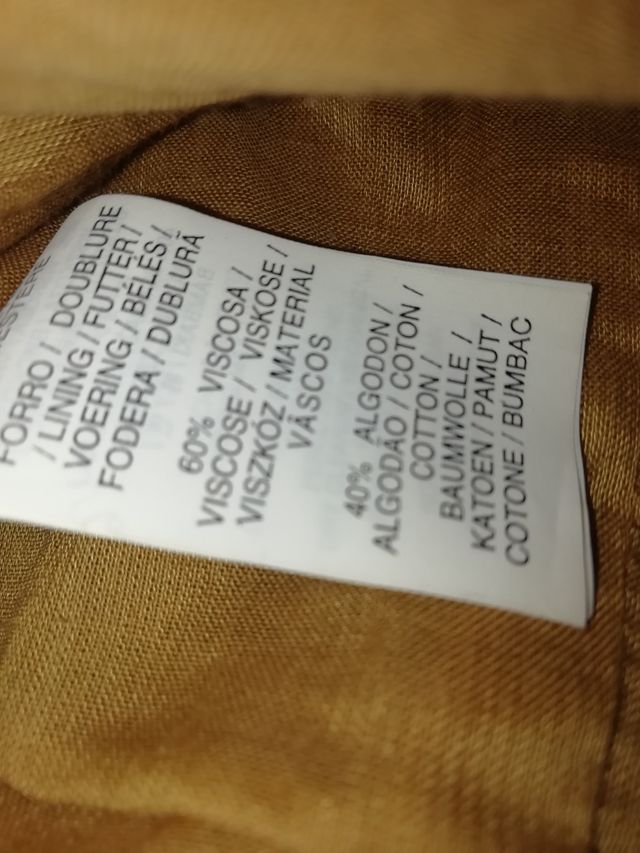 FORRO / DOUBLURE
/ LINING / FUTTER /
VOERING / BÉLÉS /
FODERA / DUBLURĂ
60% VISCOSA /
VISCOSE / VISKOSE /
VISZKÓZ / MATERIAL
VÂSCOS
40% ALGODON /
ALGODÃO / COTON /
COTTON /
BAUMWOLLE /
KATOEN / PAMUT /
COTONE / BUMBAC